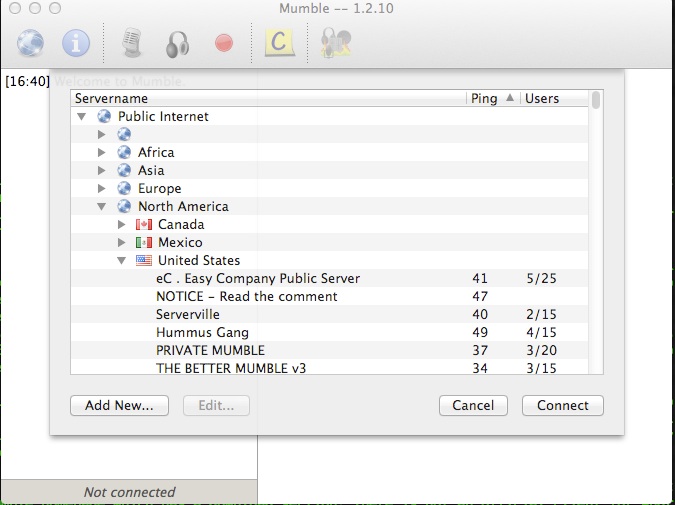 Mumble -- 1.2.10
[16:40] Welcome to Mumble.
Servername Ping Users
Public Internet
Africa
Asia
Europe
North America
Canada
Mexico
United States
eC . Easy Company Public Server 41 5/25
NOTICE - Read the comment 47
Serverville 40 2/15
Hummus Gang 49 4/15
PRIVATE MUMBLE 37 3/20
THE BETTER MUMBLE v3 34 3/15
Add New... Edit... Cancel Connect
Not connected